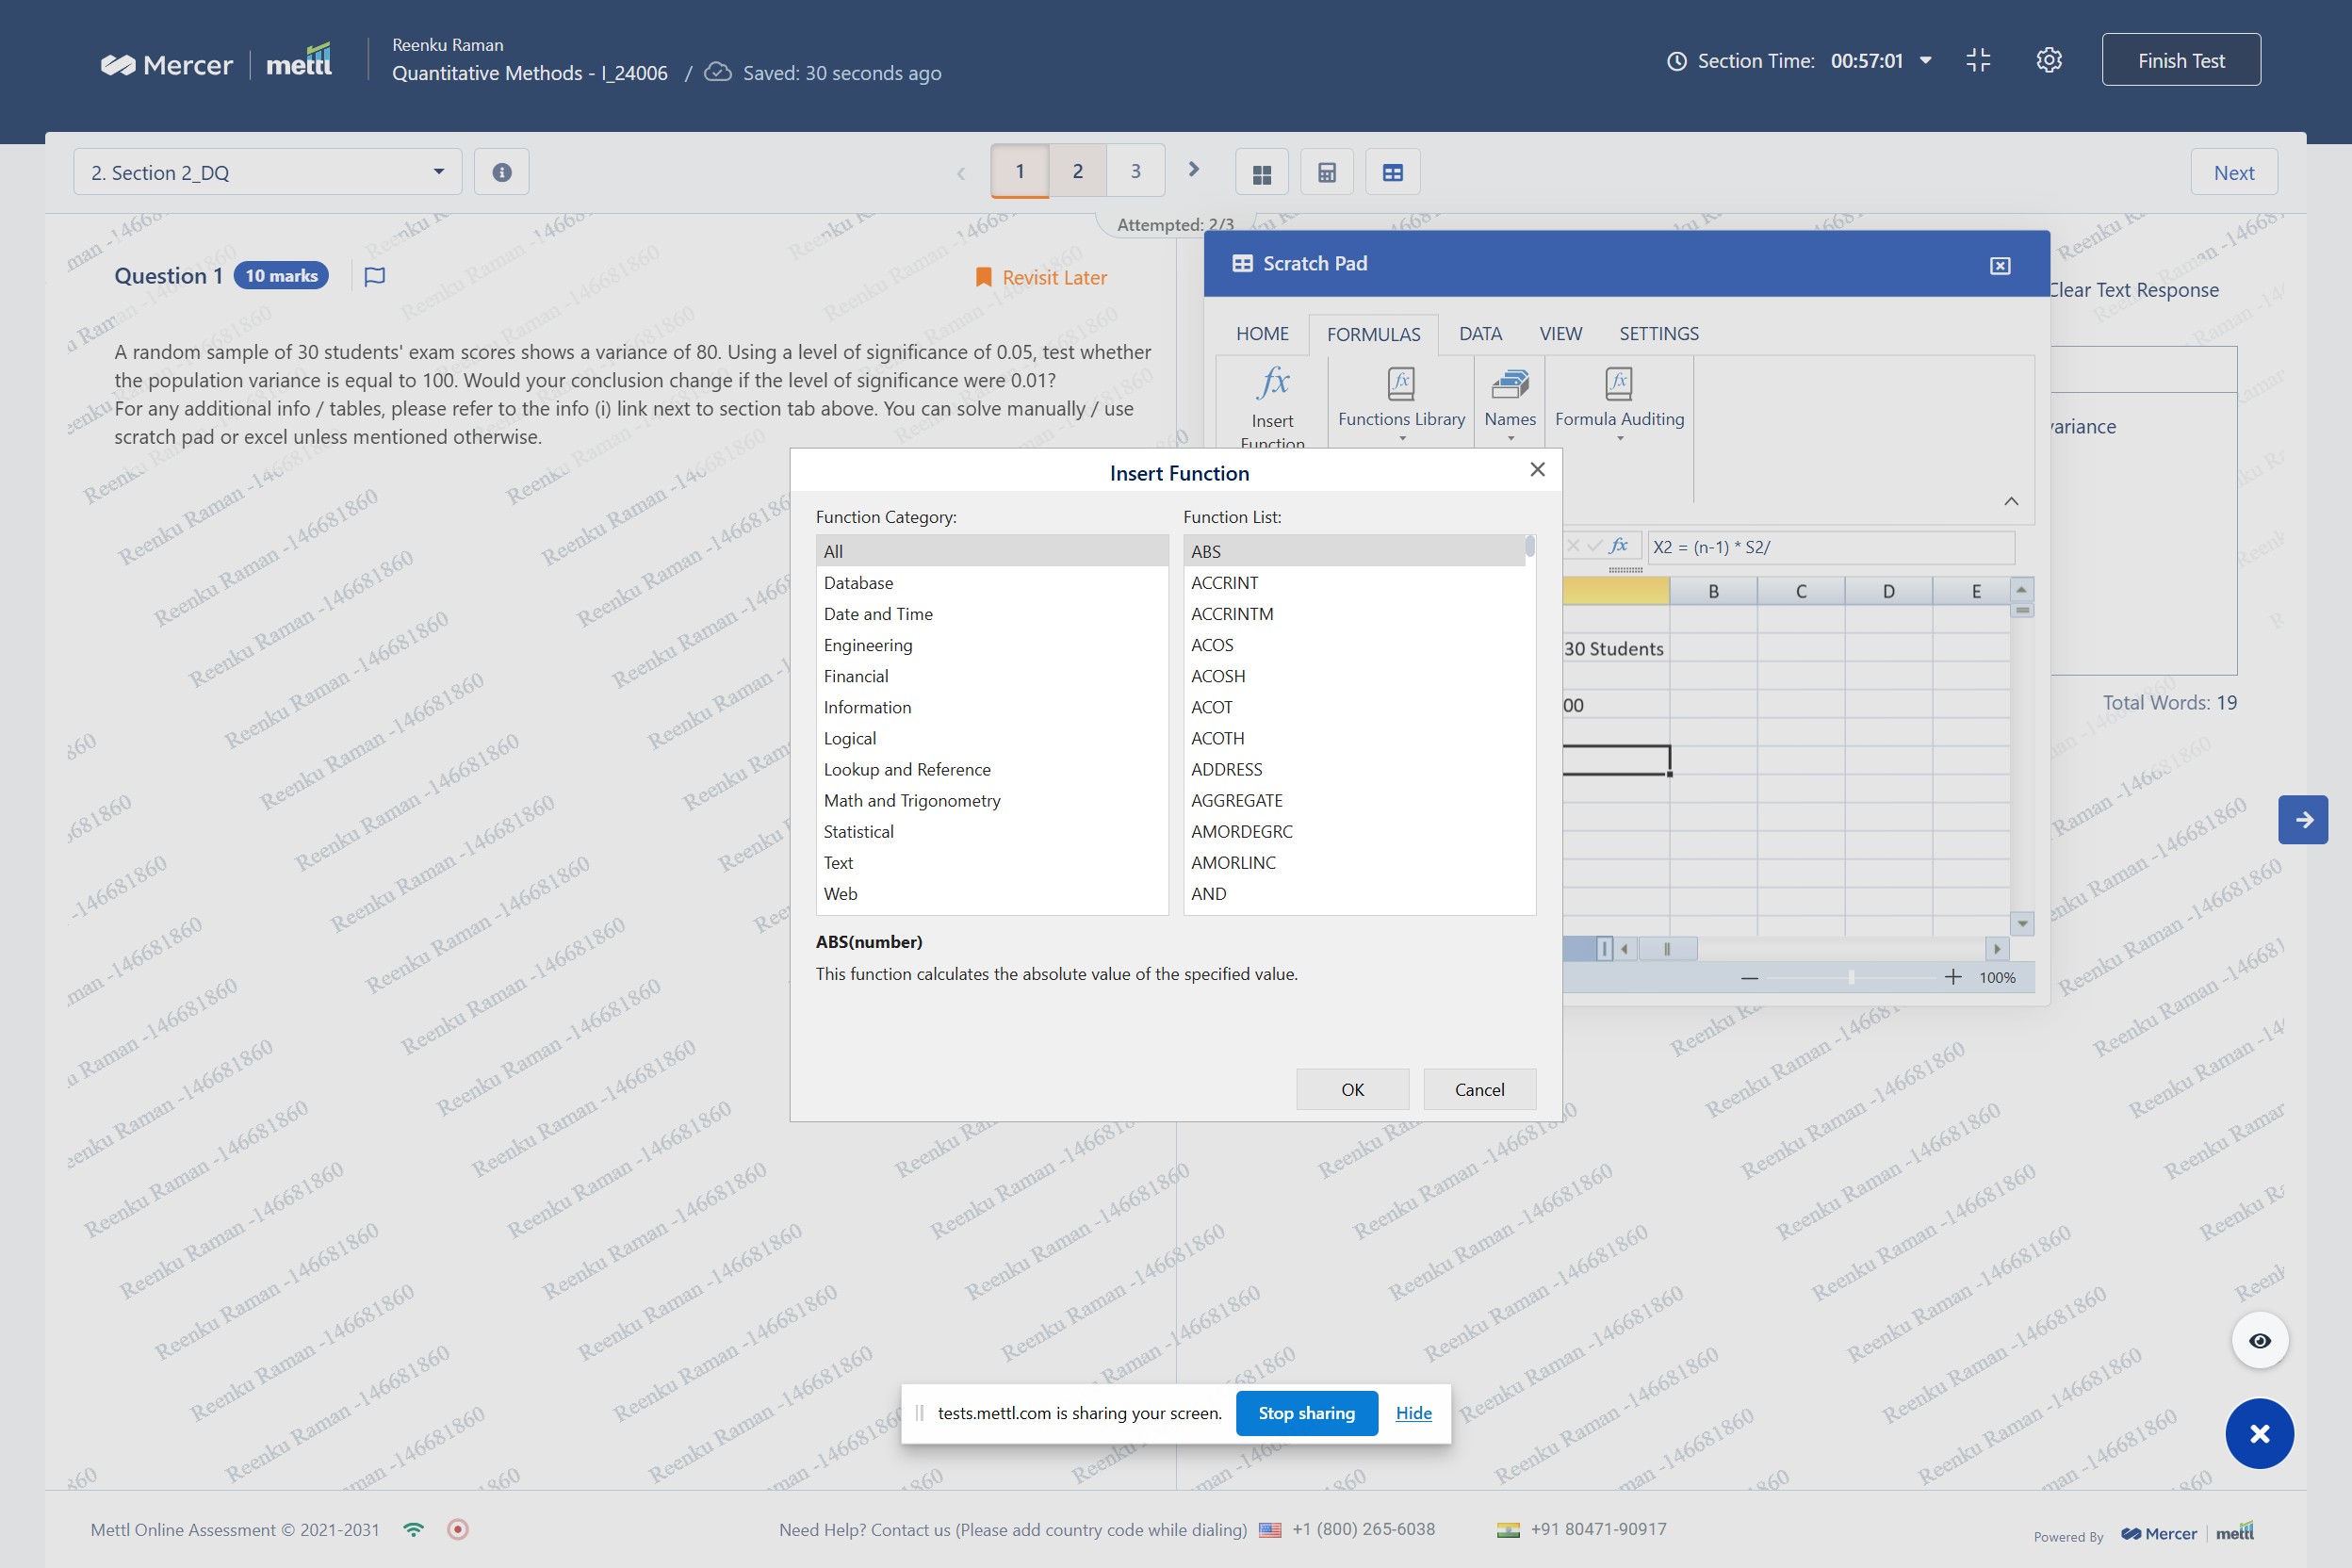 Mercer | mettl
Reenku Raman
Quantitative Methods - I_24006 / Saved: 30 seconds ago
Section Time: 00:57:01
Finish Test
2. Section 2_DQ
1 2 3
Next
Attempted: 2/3
Question 1 10 marks
Revisit Later
A random sample of 30 students' exam scores shows a variance of 80. Using a level of significance of 0.05, test whether
the population variance is equal to 100. Would your conclusion change if the level of significance were 0.01?
For any additional info / tables, please refer to the info (i) link next to section tab above. You can solve manually / use
scratch pad or excel unless mentioned otherwise.
Scratch Pad
Clear Text Response
HOME FORMULAS DATA VIEW SETTINGS
Insert Function
Functions Library
Names
Formula Auditing
variance
Insert Function
Function Category:
All
Database
Date and Time
Engineering
Financial
Information
Logical
Lookup and Reference
Math and Trigonometry
Statistical
Text
Web
Function List:
ABS
ACCRINT
ACCRINTM
ACOS
ACOSH
ACOT
ACOTH
ADDRESS
AGGREGATE
AMORDEGRC
AMORLINC
AND
ABS(number)
This function calculates the absolute value of the specified value.
OK
Cancel
fx X2 = (n-1) * S2/
B C D E
30 Students
00
100%
Total Words: 19
Reenku Raman -146681860
tests.mettl.com is sharing your screen.
Stop sharing
Hide
Mettl Online Assessment © 2021-2031
Need Help? Contact us (Please add country code while dialing) +1 (800) 265-6038 +91 80471-90917
Powered By Mercer | mettl